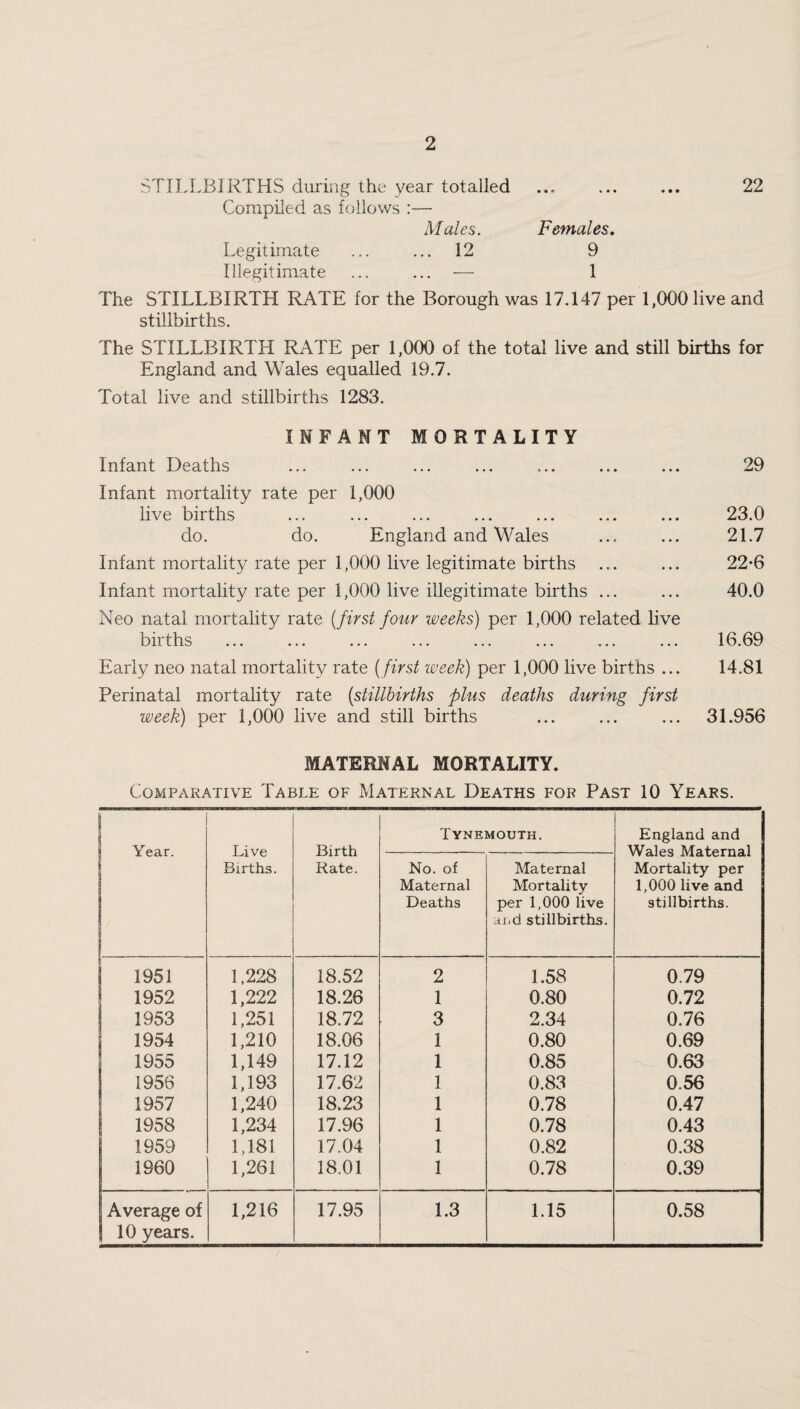 2
STILLBIRTHS during the year totalled ... ... ... 22
Compiled as follows :—
Males. Females.
Legitimate ... ... 12 9
Illegitimate ... ... — 1
The STILLBIRTH RATE for the Borough was 17.147 per 1,000 live and
stillbirths.
The STILLBIRTH RATE per 1,000 of the total live and still births for
England and Wales equalled 19.7.
Total live and stillbirths 1283.
INFANT MORTALITY
Infant Deaths ... ... ... ... ... ... ... 29
Infant mortality rate per 1,000
live births ... ... ... ... ... ... ... 23.0
do. do. England and Wales ... ... 21.7
Infant mortality rate per 1,000 live legitimate births ... ... 22·6
Infant mortality rate per 1,000 live illegitimate births ... ... 40.0
Neo natal mortality rate (first four weeks) per 1,000 related live
births ... ... ... ... ... ... ... ... 16.69
Early neo natal mortality rate (first week) per 1,000 live births ... 14.81
Perinatal mortality rate (stillbirths plus deaths during first
week) per 1,000 live and still births ... ... ... 31.956
MATERNAL MORTALITY.
Comparative Table of Maternal Deaths for Past 10 Years.
Year. Live Births. Birth Rate. Tynemouth. England and Wales Maternal Mortality per 1,000 live and stillbirths.
No. of Maternal Deaths Maternal Mortality per 1,000 live and stillbirths.
1951 1,228 18.52 2 1.58 0.79
1952 1,222 18.26 1 0.80 0.72
1953 1,251 18.72 3 2.34 0.76
1954 1,210 18.06 1 0.80 0.69
1955 1,149 17.12 1 0.85 0.63
1956 1,193 17.62 1 0.83 0.56
1957 1,240 18.23 1 0.78 0.47
1958 1,234 17.96 1 0.78 0.43
1959 1,181 17.04 1 0.82 0.38
1960 1,261 18.01 1 0.78 0.39
Average of 10 years. 1,216 17.95 1.3 1.15 0.58